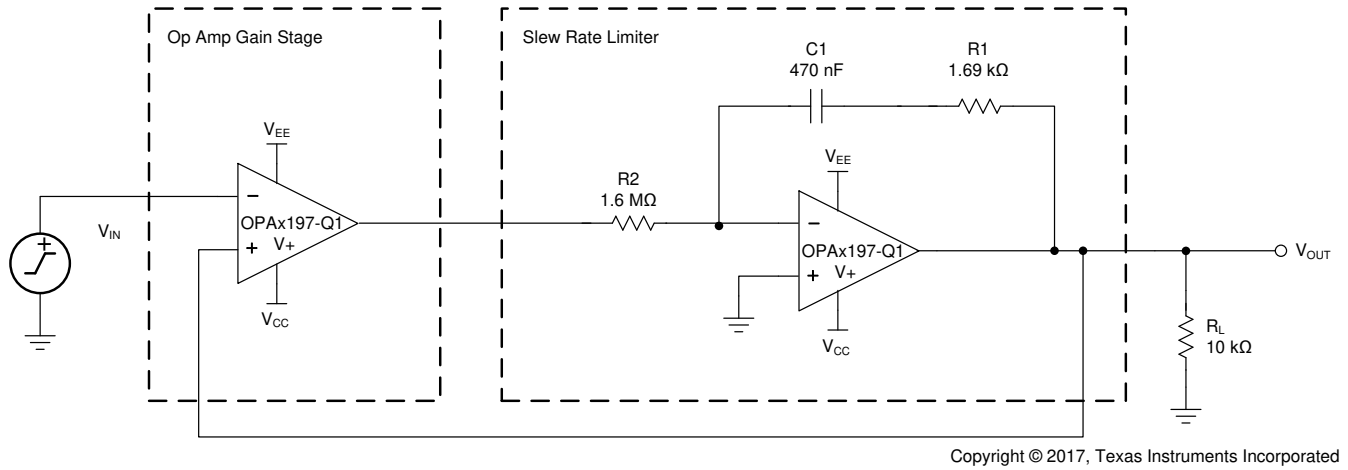 Op Amp Gain Stage
Slew Rate Limiter
C1
470 nF
R1
1.69 kΩ
VEE
R2
1.6 MΩ
VEE
−
OPAx197-Q1
+
V+
VCC
VIN
+
−
OPAx197-Q1
+
V+
VCC
VOUT
RL
10 kΩ
Copyright © 2017, Texas Instruments Incorporated